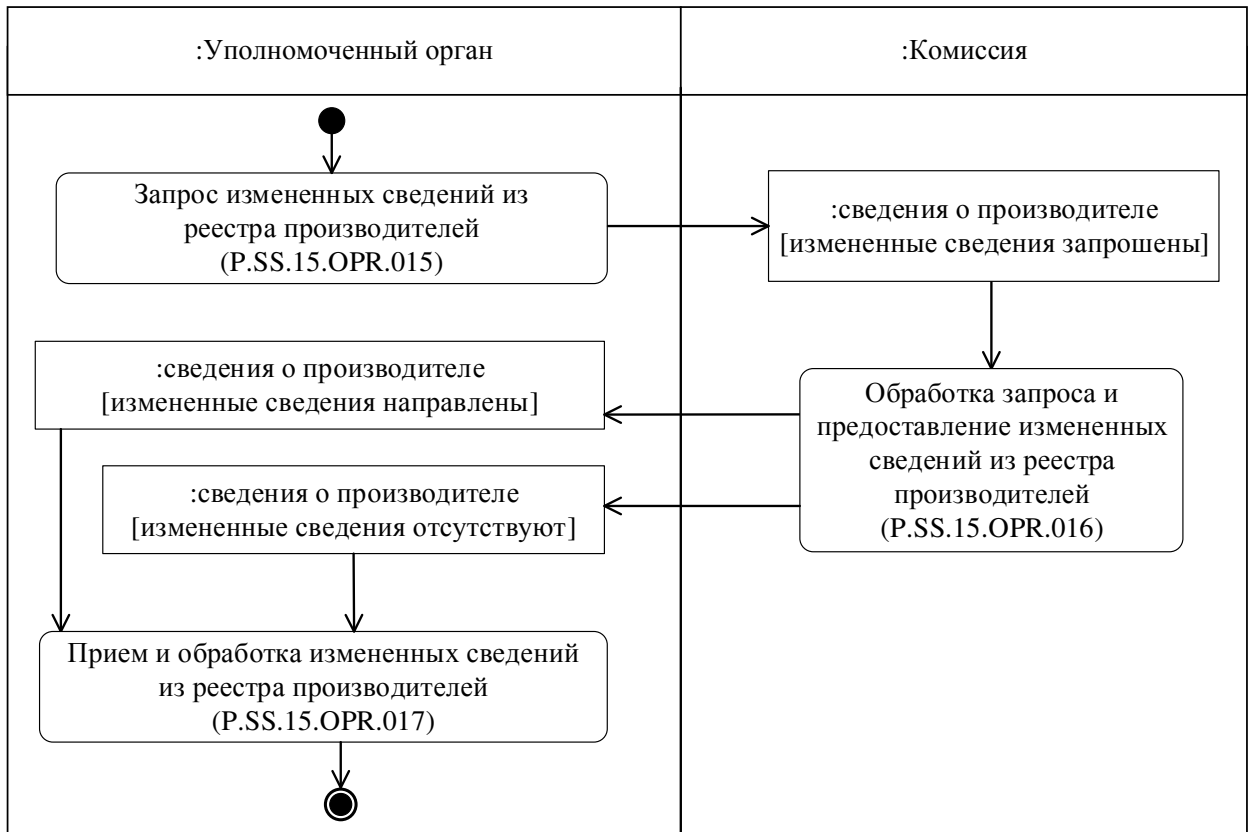 :Уполномоченный орган
:Комиссия
Запрос измененных сведений из
реестра производителей
(P.SS.15.OPR.015)
:сведения о производителе
[измененные сведения запрошены]
:сведения о производителе
[измененные сведения направлены]
Обработка запроса и
предоставление измененных
сведений из реестра
производителей
(P.SS.15.OPR.016)
:сведения о производителе
[измененные сведения отсутствуют]
Прием и обработка измененных сведений
из реестра производителей
(P.SS.15.OPR.017)